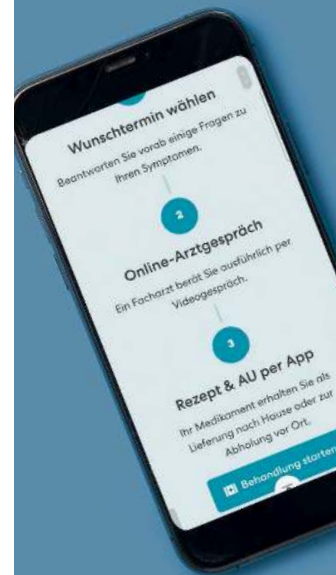 Wunschtermin wählen
Beantworten Sie vorab einige Fragen zu
Ihren Symptomen.
2
Online-Arztgespräch
Ein Facharzt berät Sie ausführlich per
Videogespräch.
3
Rezept & AU per App
Ihr Medikament erhalten Sie als
Lieferung nach Hause oder zur
Abholung vor Ort.
Behandlung starten